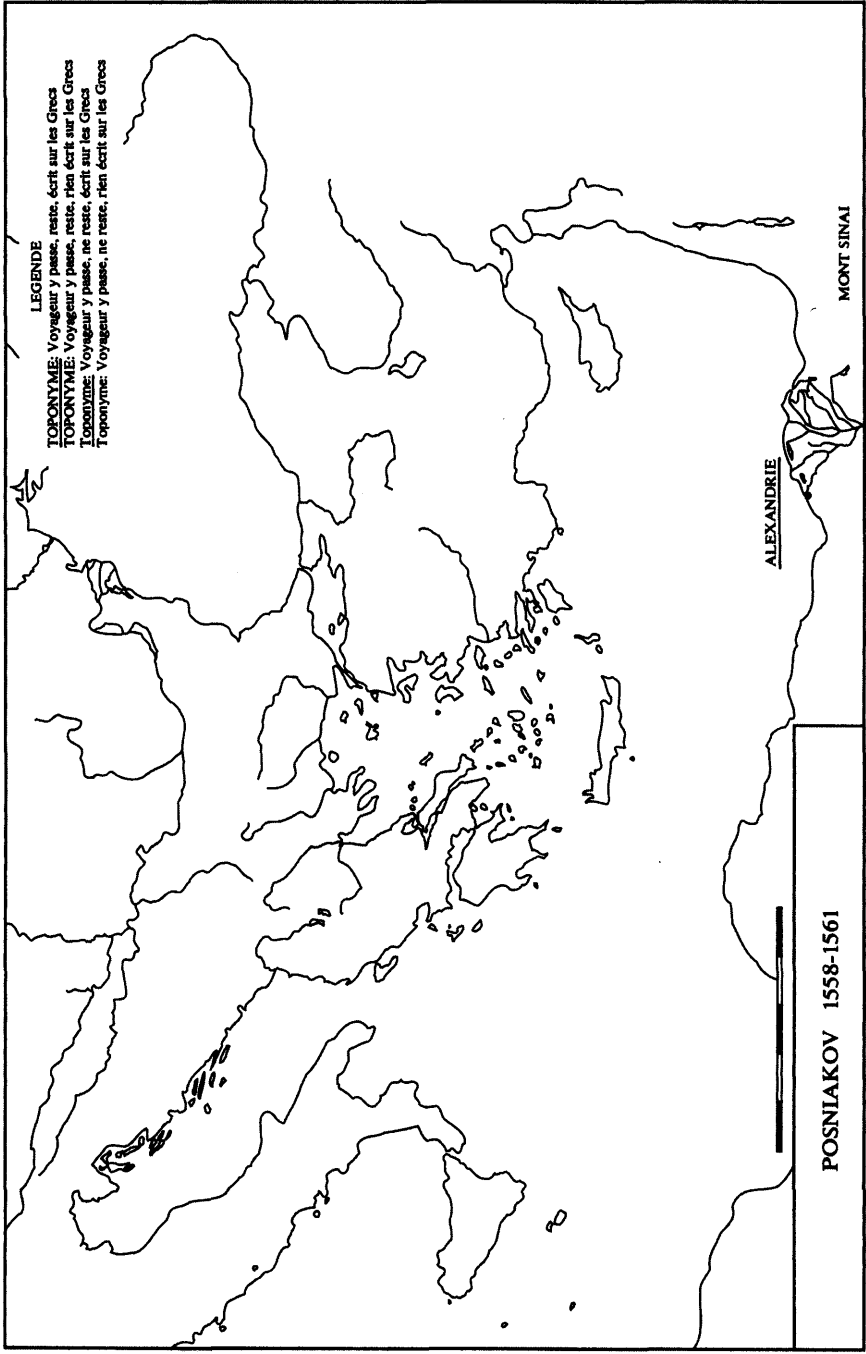 LEGENDE
TOPONYME: Voyageur y passe, reste, écrit sur les Grecs
TOPONYME: Voyageur y passe, reste, rien écrit sur les Grecs
Toponyme: Voyageur y passe, ne reste, écrit sur les Grecs
Toponyme: Voyageur y passe, ne reste, rien écrit sur les Grecs
MONT SINAI
ALEXANDRIE
POSNIAKOV 1558-1561